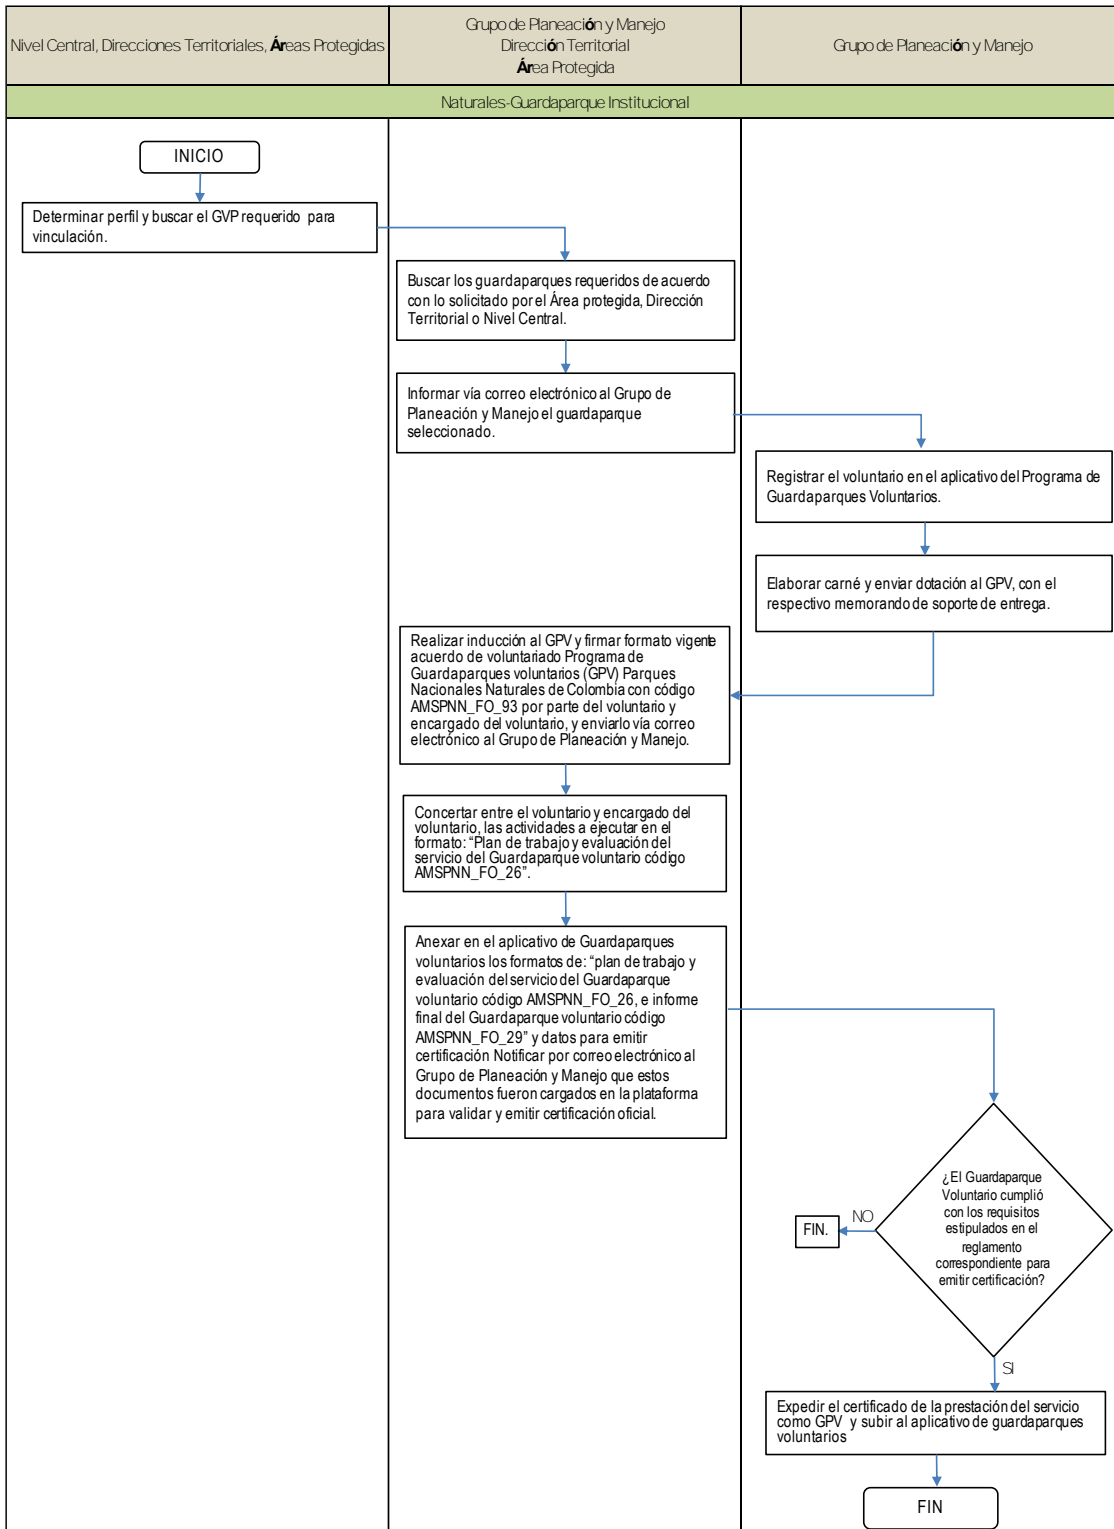 Nivel Central, Direcciones Territoriales, Áreas Protegidas
Grupo de Planeación y Manejo
Dirección Territorial
Área Protegida
Grupo de Planeación y Manejo
Naturales-Guardaparque Institucional
INICIO
Determinar perfil y buscar el GVP requerido para
vinculación.
Buscar los guardaparques requeridos de acuerdo
con lo solicitado por el Área protegida, Dirección
Territorial o Nivel Central.
Informar vía correo electrónico al Grupo de
Planeación y Manejo el guardaparque
seleccionado.
Registrar el voluntario en el aplicativo del Programa de
Guardaparques Voluntarios.
Elaborar carné y enviar dotación al GPV, con el
respectivo memorando de soporte de entrega.
Realizar inducción al GPV y firmar formato vigente
acuerdo de voluntariado Programa de
Guardaparques voluntarios (GPV) Parques
Nacionales Naturales de Colombia con código
AMSPNN_FO_93 por parte del voluntario y
encargado del voluntario, y enviarlo vía correo
electrónico al Grupo de Planeación y Manejo.
Concertar entre el voluntario y encargado del
voluntario, las actividades a ejecutar en el
formato: “Plan de trabajo y evaluación del
servicio del Guardaparque voluntario código
AMSPNN_FO_26”.
Anexar en el aplicativo de Guardaparques
voluntarios los formatos de: “plan de trabajo y
evaluación del servicio del Guardaparque
voluntario código AMSPNN_FO_26, e informe
final del Guardaparque voluntario código
AMSPNN_FO_29” y datos para emitir
certificación Notificar por correo electrónico al
Grupo de Planeación y Manejo que estos
documentos fueron cargados en la plataforma
para validar y emitir certificación oficial.
¿El Guardaparque
Voluntario cumplió
con los requisitos
estipulados en el
reglamento
correspondiente para
emitir certificación?
NO
FIN.
SI
Expedir el certificado de la prestación del servicio
como GPV y subir al aplicativo de guardaparques
voluntarios
FIN